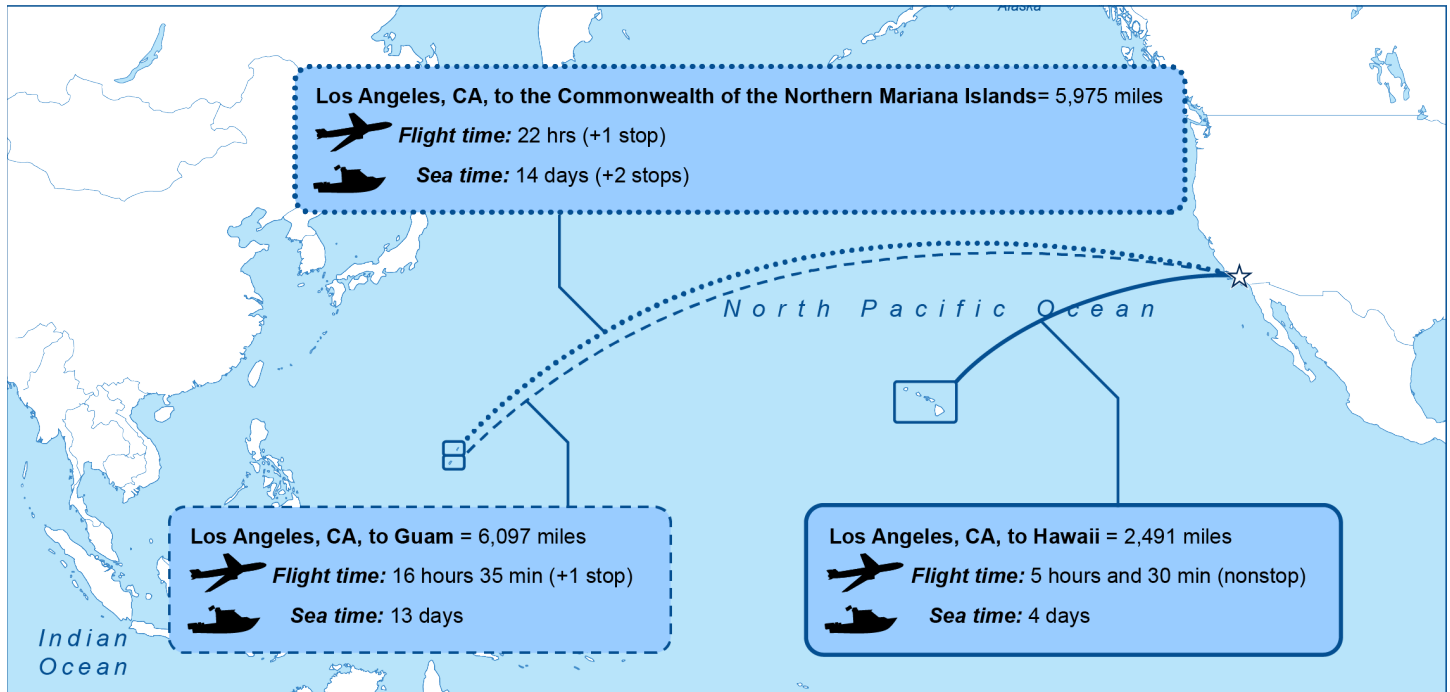 Alaska
Los Angeles, CA, to the Commonwealth of the Northern Mariana Islands= 5,975 miles
Flight time: 22 hrs (+1 stop)
Sea time: 14 days (+2 stops)
North Pacific Ocean
Los Angeles, CA, to Guam = 6,097 miles
Flight time: 16 hours 35 min (+1 stop)
Sea time: 13 days
Los Angeles, CA, to Hawaii = 2,491 miles
Flight time: 5 hours and 30 min (nonstop)
Sea time: 4 days
Indian
Ocean